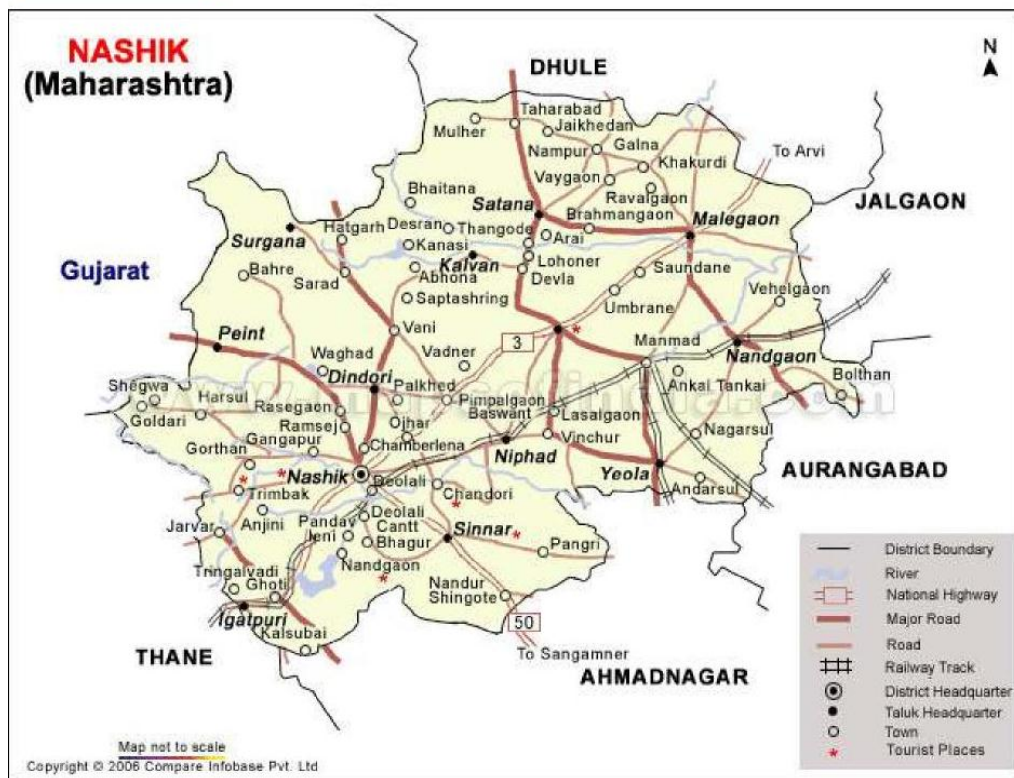 NASHIK
(Maharashtra)
N
DHULE
JALGAON
Gujarat
AURANGABAD
THANE
AHMADNAGAR
Mulher
Taharabad
Jaikhedan
Nampur
Galna
Khakurdi
To Arvi
Vaygaon
Ravalgaon
Bhaitana
Satana
Brahmangaon
Malegaon
Surgana
Hatgarh
Desran
Thangode
Arai
Kanasi
Kalvan
Lohoner
Bahre
Sarad
Abhona
Devla
Saundane
Saptashring
Umbrane
Vehelgaon
Vani
3
Peint
Vadner
Manmad
Nandgaon
Waghad
Dindori
Palkhed
Ankai Tankai
Bolthan
www.mapsofindia.com
Shegwa
Harsul
Pimpalgaon
Baswant
Goldari
Rasegaon
Ramsej
Ojhar
Lasalgaon
Nagarsul
Gangapur
Chamberlena
Vinchur
Gorthan
Niphad
Yeola
Nashik
Deolali
Andarsul
Trimbak
Chandori
Anjini
Deolali
Cantt
Pandav
leni
Sinnar
Jarvar
Bhagur
Pangri
Nandgaon
Tringalvadi
Ghoti
Nandur
Shingote
Igatpuri
50
Kalsubai
To Sangamner
District Boundary
River
National Highway
Major Road
Road
Railway Track
District Headquarter
Taluk Headquarter
Town
Tourist Places
Map not to scale
Copyright © 2006 Compare Infobase Pvt. Ltd